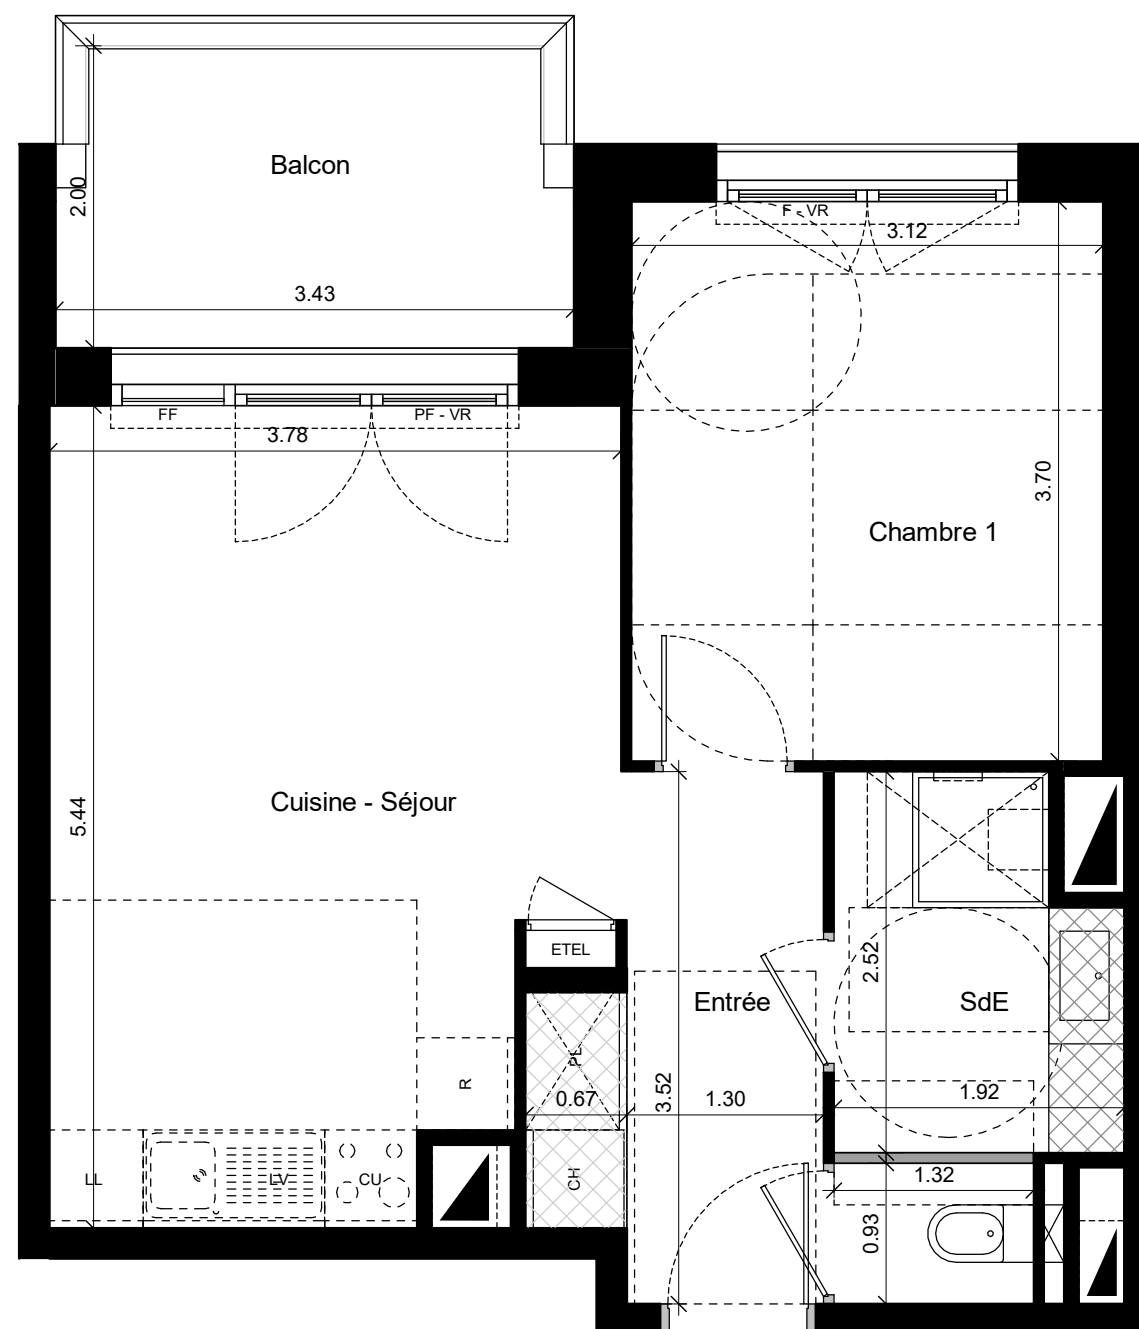 Balcon
2.00
3.43
F - VR
3.12
FF
PF - VR
3.78
3.70
Chambre 1
5.44
Cuisine - Séjour
ETEL
2.52
Entrée
SdE
PL
R
0.67
3.52
1.30
1.92
LL
LV
CU
CH
1.32
0.93